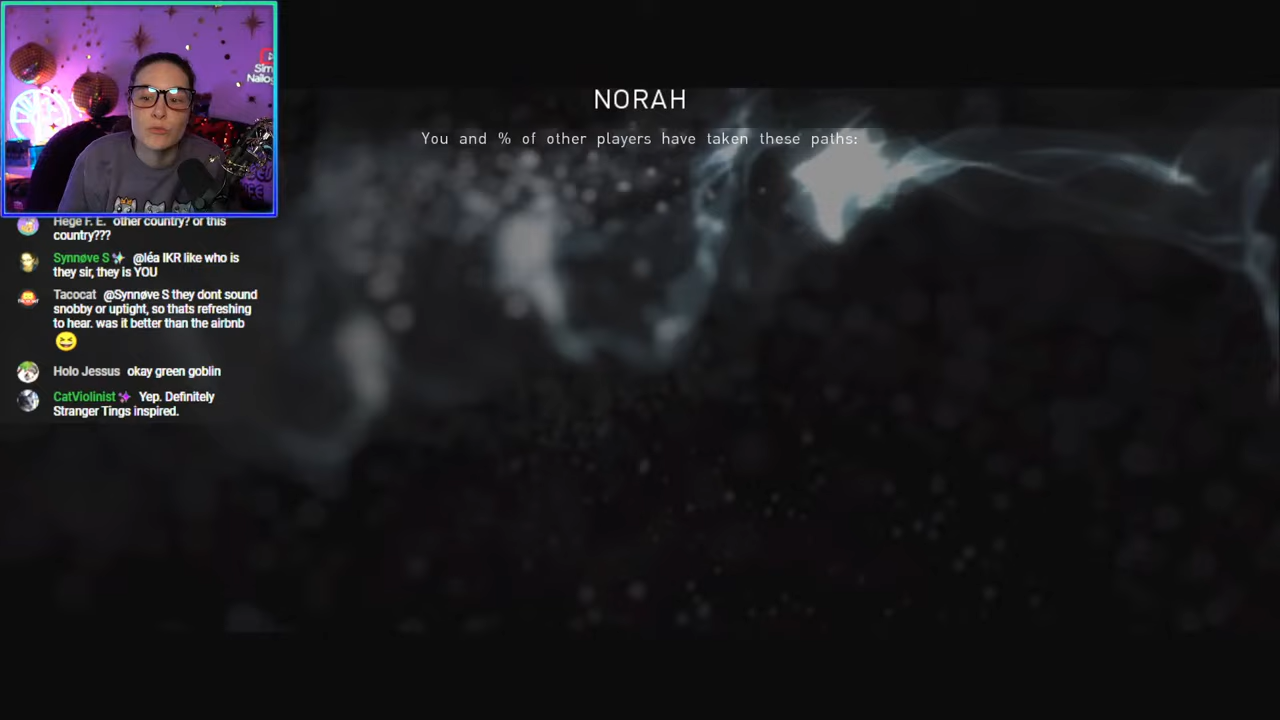 NORAH
You and % of other players have taken these paths:
Hege F. E. other country? or this
country???
Synnøve S @léa IKR like who is
they sir, they is YOU
Tacocat @Synnøve S they dont sound
snobby or uptight, so thats refreshing
to hear. was it better than the airbnb
Holo Jessus okay green goblin
CatViolinist Yep. Definitely
Stranger Tings inspired.